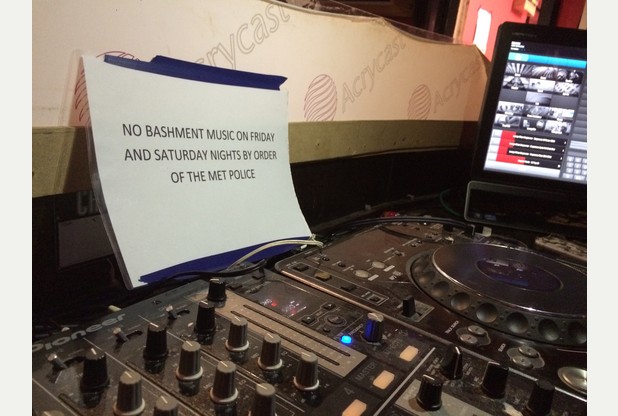 Acrycast
Acrycast
Acrycast
NO BASHMENT MUSIC ON FRIDAY
AND SATURDAY NIGHTS BY ORDER
OF THE MET POLICE
Pioneer